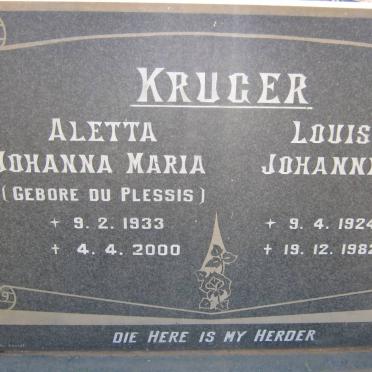 KRUGER
ALETTA LOUIS
JOHANNA MARIA
(GEBORE DU PLESSIS)
9. 2. 1933 9. 4. 1924
4. 4. 2000 19. 12. 1982
DIE HERE IS MY HERDER